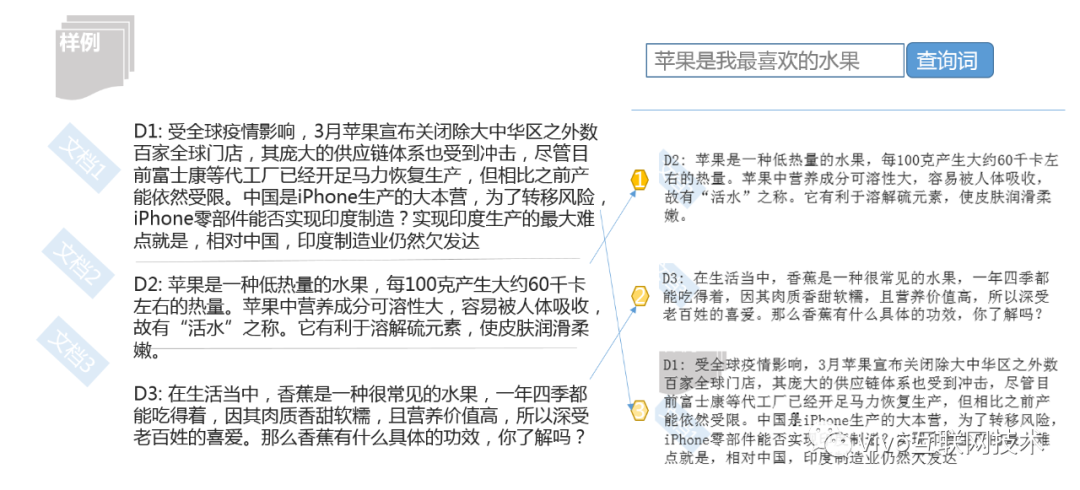 样例
苹果是我最喜欢的水果 查询词
文档1
D1: 受全球疫情影响，3月苹果宣布关闭除大中华区之外数
百家全球门店，其庞大的供应链体系也受到冲击，尽管目
前富士康等代工厂已经开足马力恢复生产，但相比之前产
能依然受限。中国是iPhone生产的大本营，为了转移风险，
iPhone零部件能否实现印度制造？实现印度生产的最大难
点就是，相对中国，印度制造业仍然欠发达
文档2
D2: 苹果是一种低热量的水果，每100克产生大约60千卡
左右的热量。苹果中营养成分可溶性大，容易被人体吸收，
故有“活水”之称。它有利于溶解硫元素，使皮肤润滑柔
嫩。
文档3
D3: 在生活当中，香蕉是一种很常见的水果，一年四季都
能吃得着，因其肉质香甜软糯，且营养价值高，所以深受
老百姓的喜爱。那么香蕉有什么具体的功效，你了解吗？
1
D2: 苹果是一种低热量的水果，每100克产生大约60千卡左
右的热量。苹果中营养成分可溶性大，容易被人体吸收，
故有“活水”之称。它有利于溶解硫元素，使皮肤润滑柔
嫩。
2
D3: 在生活当中，香蕉是一种很常见的水果，一年四季都
能吃得着，因其肉质香甜软糯，且营养价值高，所以深受
老百姓的喜爱。那么香蕉有什么具体的功效，你了解吗？
3
D1: 受全球疫情影响，3月苹果宣布关闭除大中华区之外数
百家全球门店，其庞大的供应链体系也受到冲击，尽管目
前富士康等代工厂已经开足马力恢复生产，但相比之前产
能依然受限。中国是iPhone生产的大本营，为了转移风险，
iPhone零部件能否实现印度制造？实现印度生产的最大难
点就是，相对中国，印度制造业仍然欠发达
vivo互联网技术